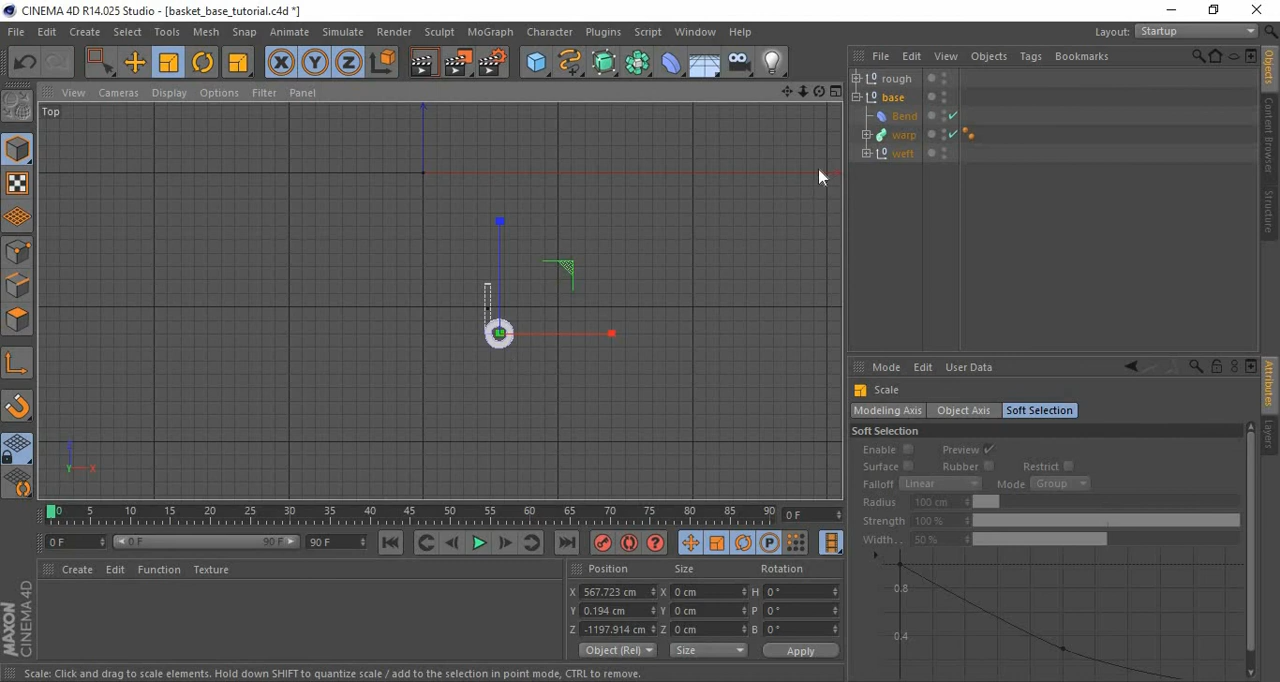 CINEMA 4D R14.025 Studio - [basket_base_tutorial.c4d *]
File Edit Create Select Tools Mesh Snap Animate Simulate Render Sculpt MoGraph Character Plugins Script Window Help Layout: Startup
File Edit View Objects Tags Bookmarks
rough
base
Bend
warp
weft
View Cameras Display Options Filter Panel
Top
Y X
Objects
Content Browser
Structure
Mode Edit User Data
Scale
Modeling Axis Object Axis Soft Selection
Soft Selection
Enable Preview
Surface Rubber Restrict
Falloff Linear Mode Group
Radius 100 cm
Strength 100 %
Width.. 50 %
0.8
0.4
Attributes
Layers
0 5 10 15 20 25 30 35 40 45 50 55 60 65 70 75 80 85 90 0 F
0 F 0 F 90 F 90 F
Create Edit Function Texture
Position Size Rotation
X 567.723 cm X 0 cm H 0 °
Y 0.194 cm Y 0 cm P 0 °
Z -1197.914 cm Z 0 cm B 0 °
Object (Rel) Size Apply
MAXON
CINEMA 4D
Scale: Click and drag to scale elements. Hold down SHIFT to quantize scale / add to the selection in point mode, CTRL to remove.